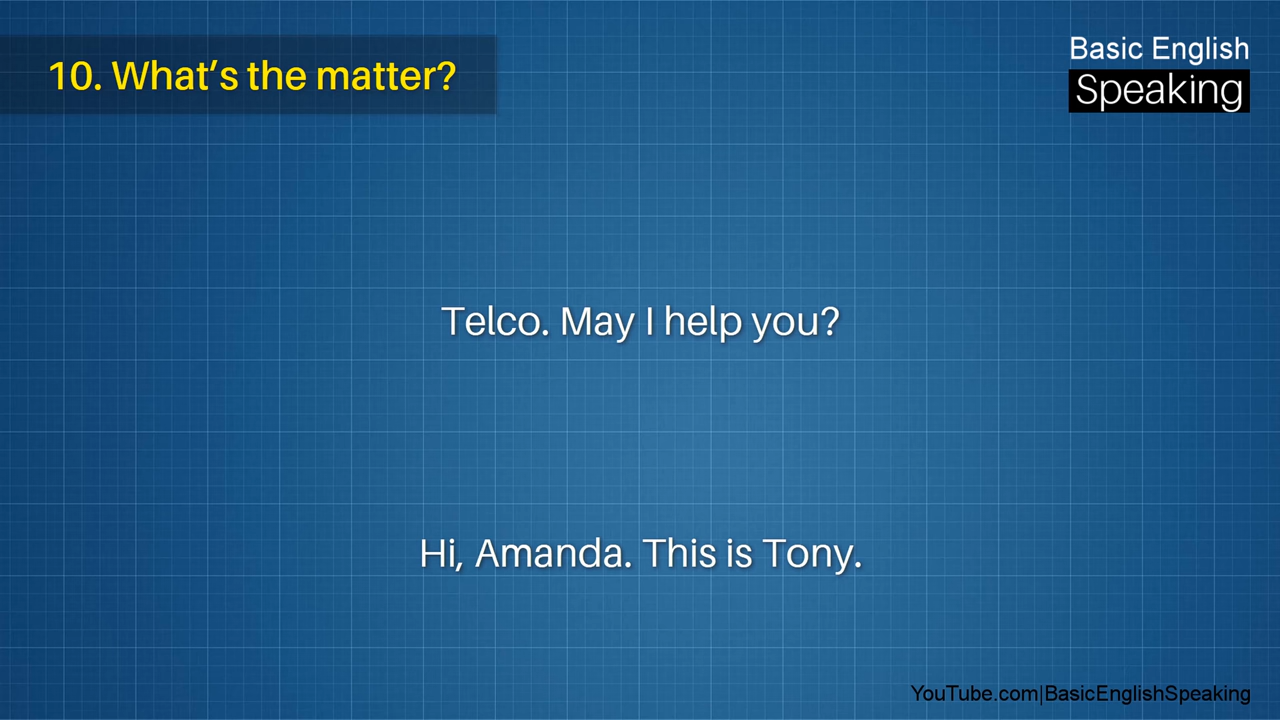 10. What's the matter?
Basic English
Speaking
Telco. May I help you?
Hi, Amanda. This is Tony.
YouTube.com|BasicEnglishSpeaking